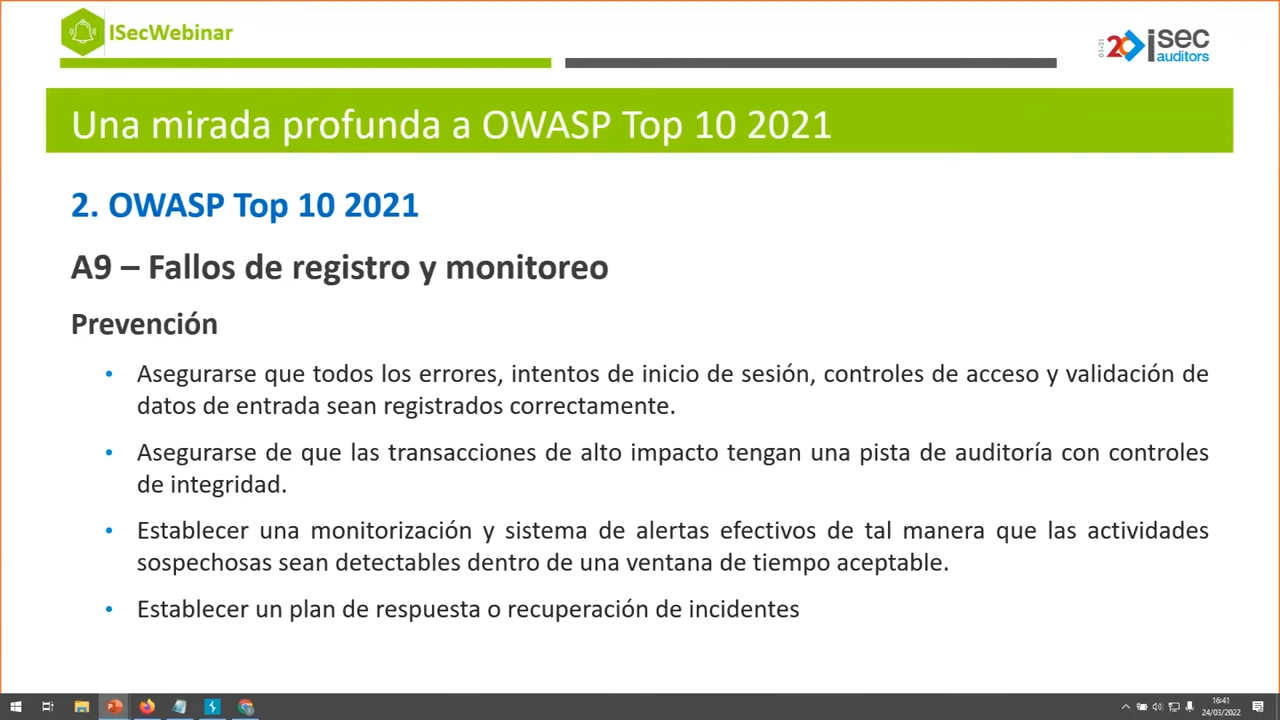 ISecWebinar
20 isec
auditors
Una mirada profunda a OWASP Top 10 2021
2. OWASP Top 10 2021
A9 – Fallos de registro y monitoreo
Prevención
• Asegurarse que todos los errores, intentos de inicio de sesión, controles de acceso y validación de
datos de entrada sean registrados correctamente.
• Asegurarse de que las transacciones de alto impacto tengan una pista de auditoría con controles
de integridad.
• Establecer una monitorización y sistema de alertas efectivos de tal manera que las actividades
sospechosas sean detectables dentro de una ventana de tiempo aceptable.
• Establecer un plan de respuesta o recuperación de incidentes
16:41
24/03/2022